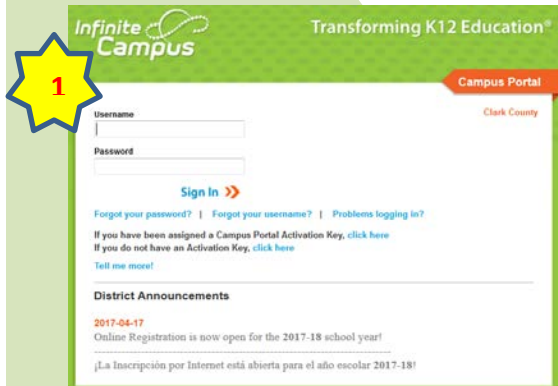 Infinite
Campus
Transforming K12 Education®
1
Campus Portal
Clark County
Username
Password
Sign In
Forgot your password? | Forgot your username? | Problems logging in?
If you have been assigned a Campus Portal Activation Key, click here
If you do not have an Activation Key, click here
Tell me more!
District Announcements
2017-04-17
Online Registration is now open for the 2017-18 school year!
¡La Inscripción por Internet está abierta para el año escolar 2017-18!